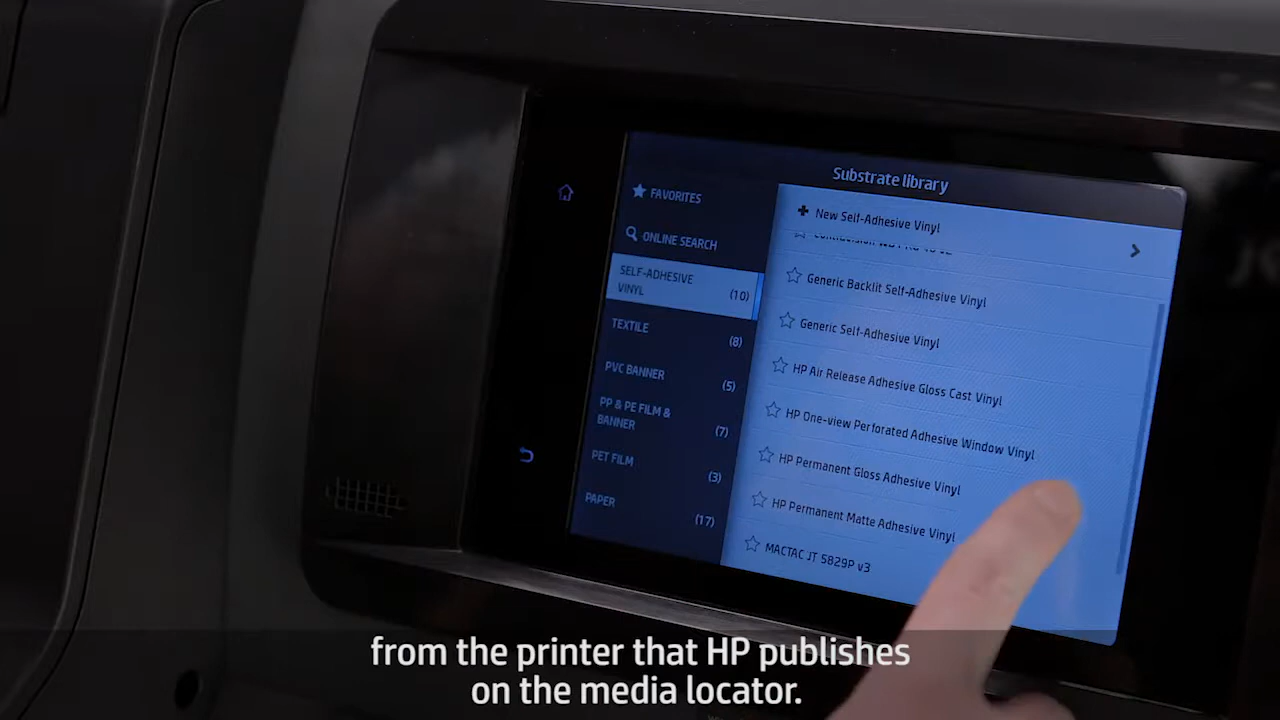 Substrate library
FAVORITES
ONLINE SEARCH
SELF-ADHESIVE
VINYL
(10)
TEXTILE
(8)
PVC BANNER
(5)
PP & PE FILM &
BANNER
(7)
PET FILM
(3)
PAPER
(17)
New Self-Adhesive Vinyl
Generic Backlit Self-Adhesive Vinyl
Generic Self-Adhesive Vinyl
HP Air Release Adhesive Gloss Cast Vinyl
HP One-view Perforated Adhesive Window Vinyl
HP Permanent Gloss Adhesive Vinyl
HP Permanent Matte Adhesive Vinyl
MACTAC JT 5829P v3
from the printer that HP publishes
on the media locator.